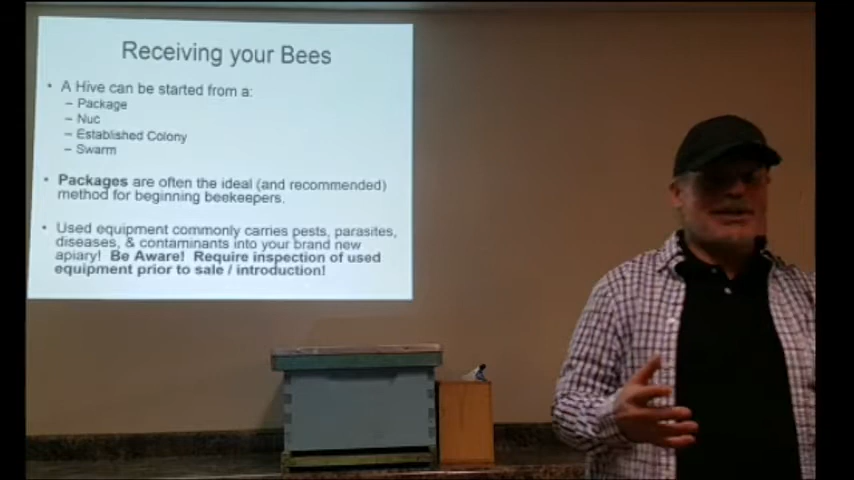 Receiving your Bees
• A Hive can be started from a:
– Package
– Nuc
– Established Colony
– Swarm
• Packages are often the ideal (and recommended)
method for beginning beekeepers.
• Used equipment commonly carries pests, parasites,
diseases, & contaminants into your brand new
apiary! Be Aware! Require inspection of used
equipment prior to sale / introduction!